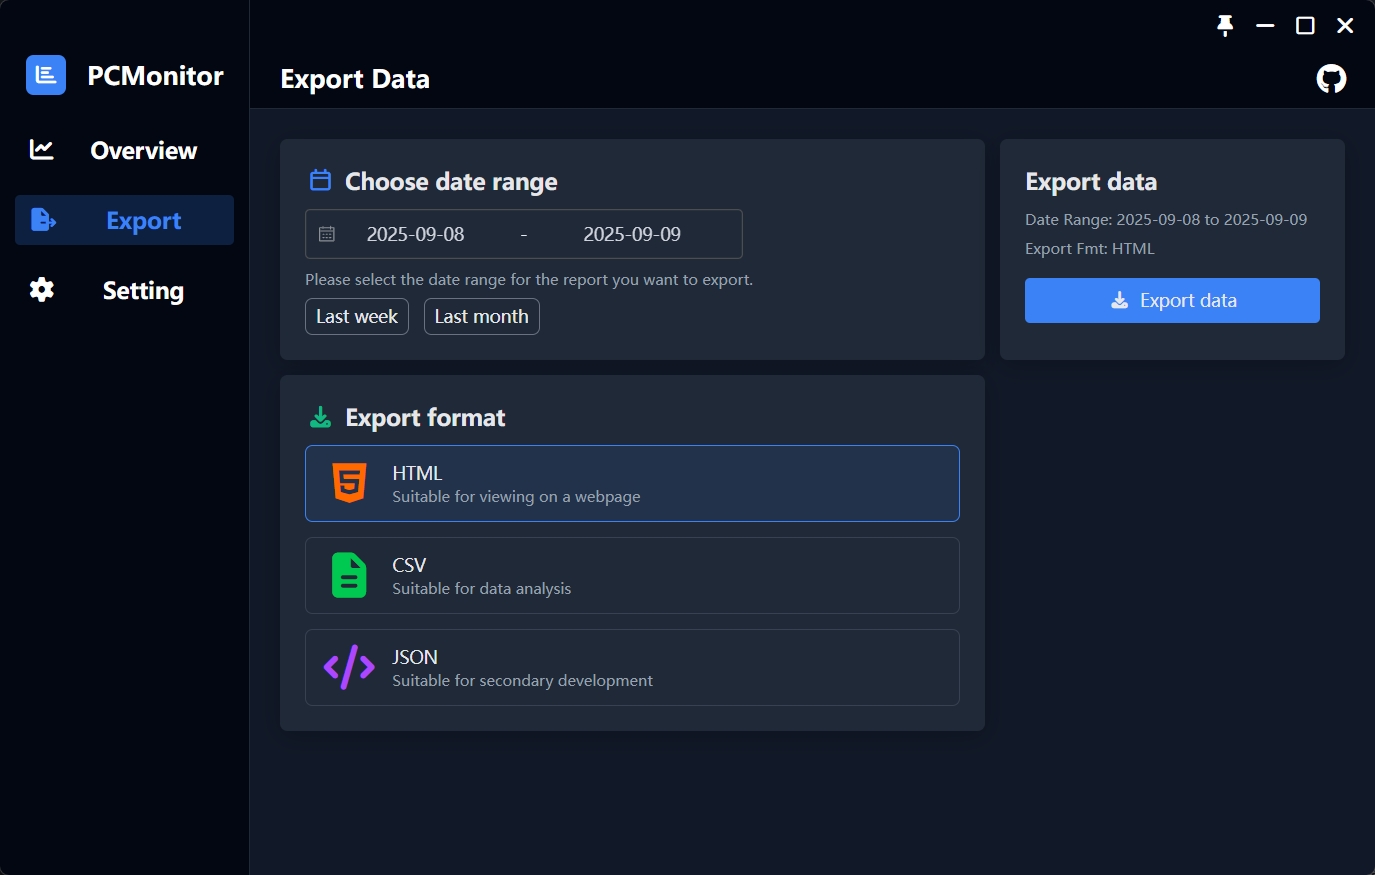 PCMonitor
Overview
Export
Setting
Export Data
Choose date range
2025-09-08 - 2025-09-09
Please select the date range for the report you want to export.
Last week Last month
Export format
HTML
Suitable for viewing on a webpage
CSV
Suitable for data analysis
JSON
Suitable for secondary development
Export data
Date Range: 2025-09-08 to 2025-09-09
Export Fmt: HTML
Export data